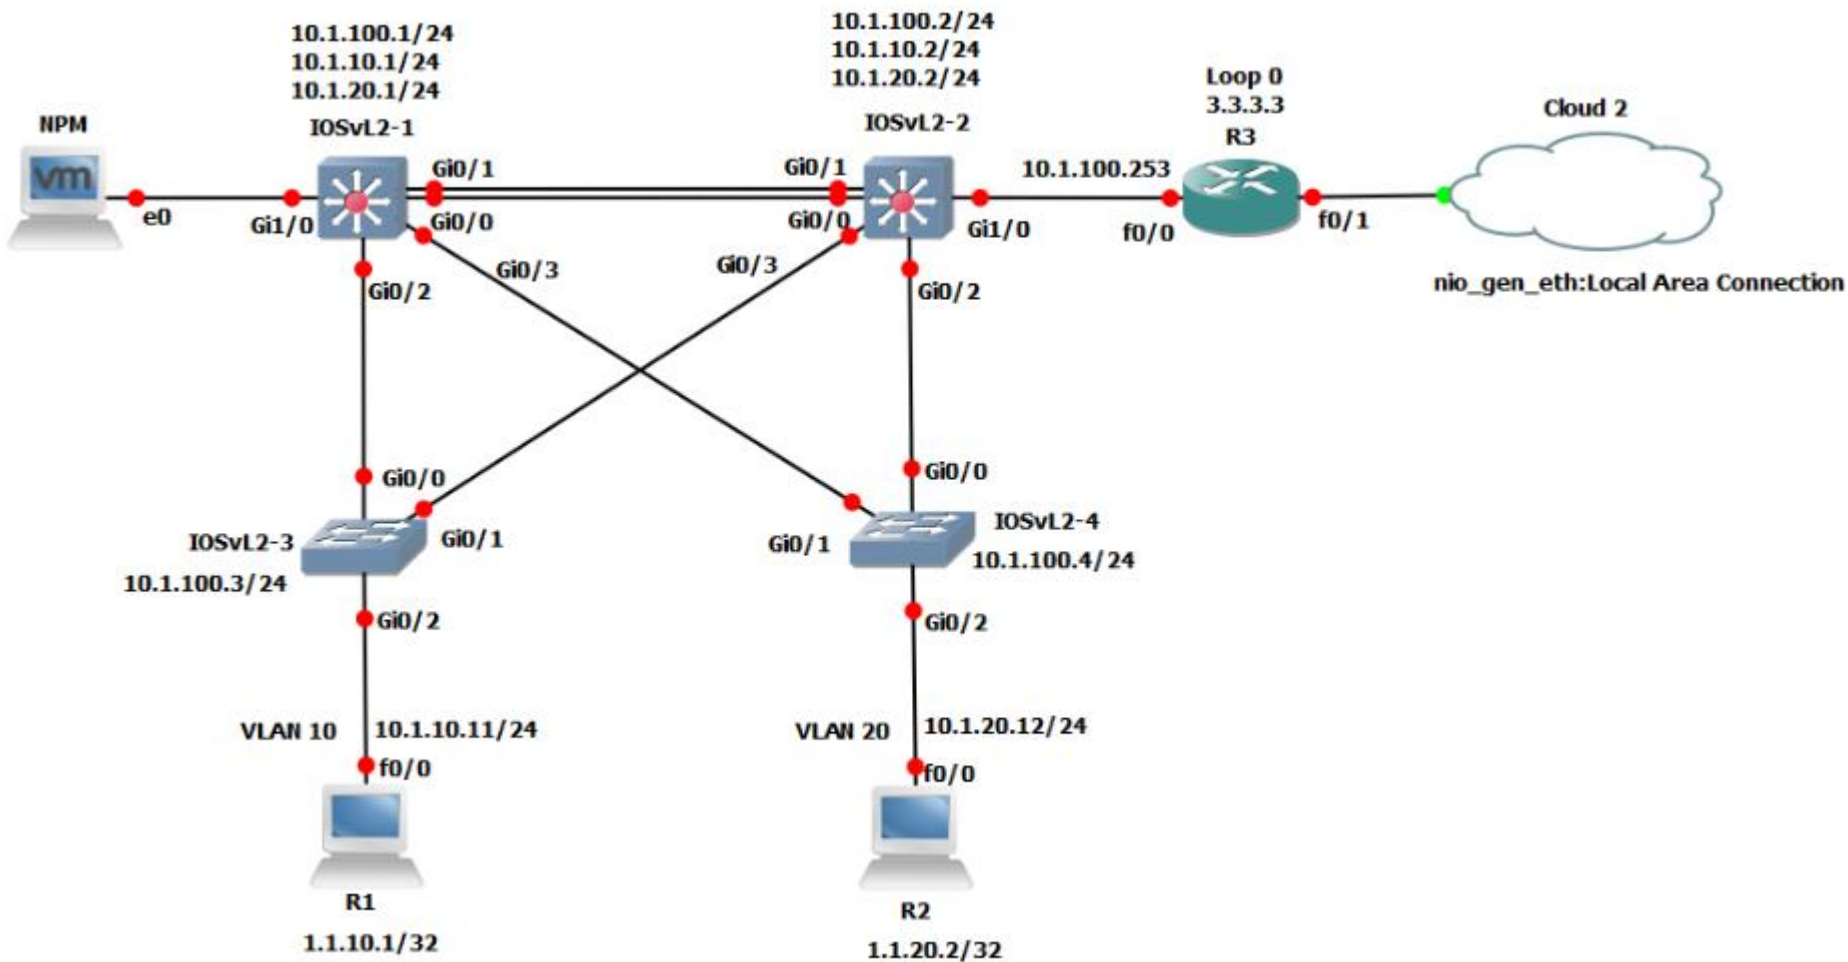 10.1.100.1/24
10.1.10.1/24
10.1.20.1/24
IOSvL2-1
10.1.100.2/24
10.1.10.2/24
10.1.20.2/24
IOSvL2-2
Loop 0
3.3.3.3
R3
Cloud 2
NPM
vm
e0
Gi1/0
Gi0/1
Gi0/0
Gi0/1
Gi0/0
Gi1/0
10.1.100.253
f0/0
f0/1
nio_gen_eth:Local Area Connection
Gi0/2
Gi0/3
Gi0/3
Gi0/2
Gi0/0
Gi0/1
IOSvL2-3
10.1.100.3/24
Gi0/2
Gi0/0
Gi0/1
IOSvL2-4
10.1.100.4/24
Gi0/2
VLAN 10
10.1.10.11/24
f0/0
VLAN 20
10.1.20.12/24
f0/0
R1
1.1.10.1/32
R2
1.1.20.2/32